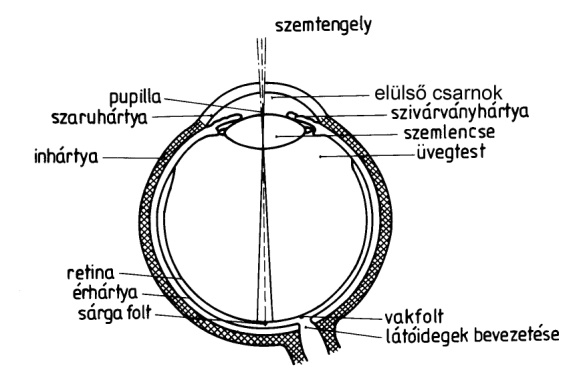 szemtengely
pupilla
elülső csarnok
szaruhártya
szivárványhártya
szemlencse
inhártya
üvegtest
retina
érhártya
sárga folt
vakfolt
látóidegek bevezetése